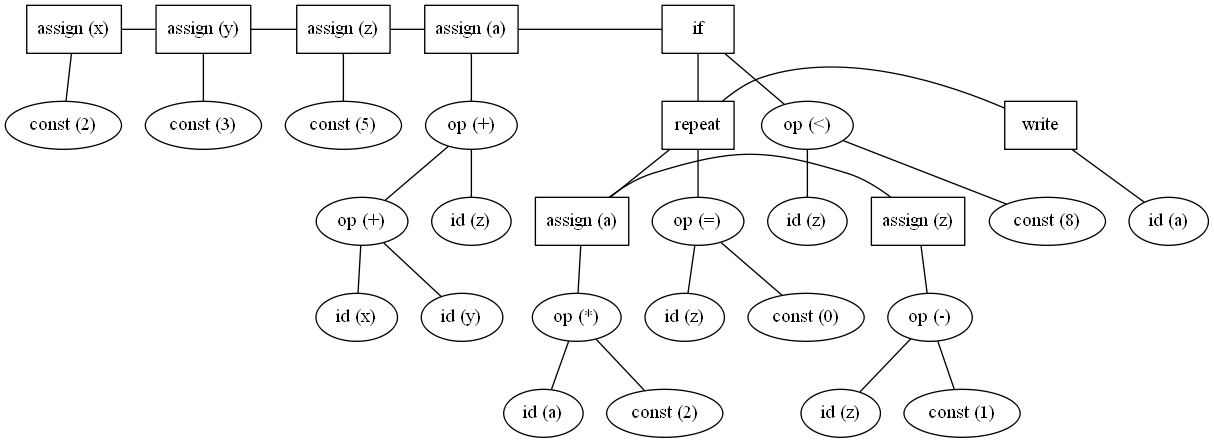 assign (x)
assign (y)
assign (z)
assign (a)
if
const (2)
const (3)
const (5)
op (+)
repeat
op (<)
write
op (+)
id (z)
assign (a)
op (=)
id (z)
assign (z)
const (8)
id (a)
id (x)
id (y)
op (*)
id (z)
const (0)
op (-)
id (a)
const (2)
id (z)
const (1)